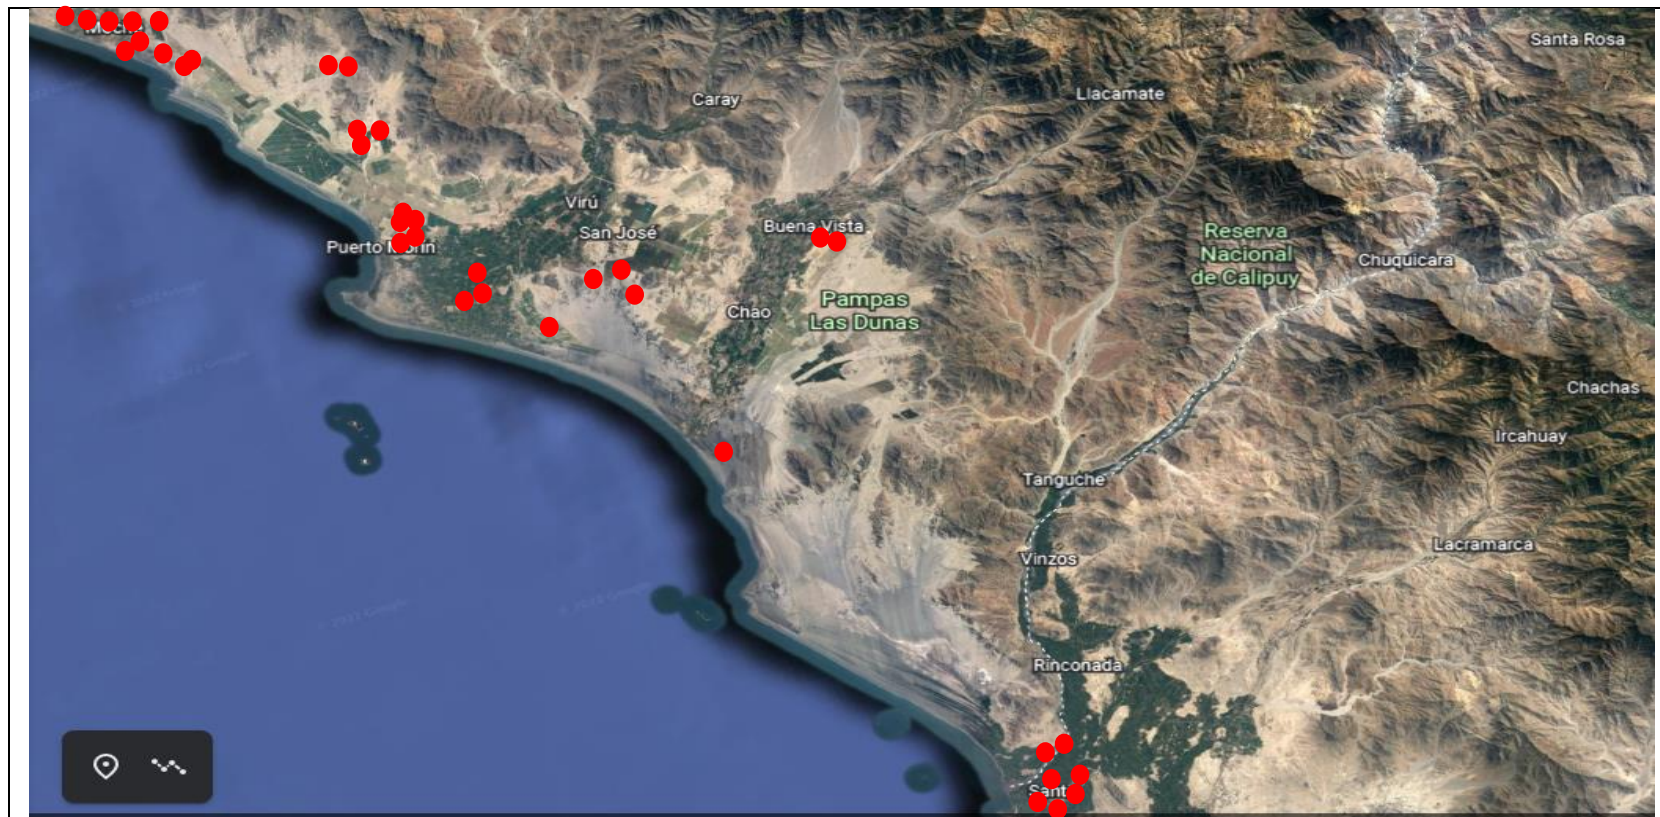 Santa Rosa
Caray
Llacamate
Virú
San José
Buena Vista
Reserva
Nacional
de Calipuy
Puerto
Chuquicara
Pampas
Las Dunas
Chao
Chachas
Ircahuay
Tanguche
Lacramarca
Vinzos
Rinconada